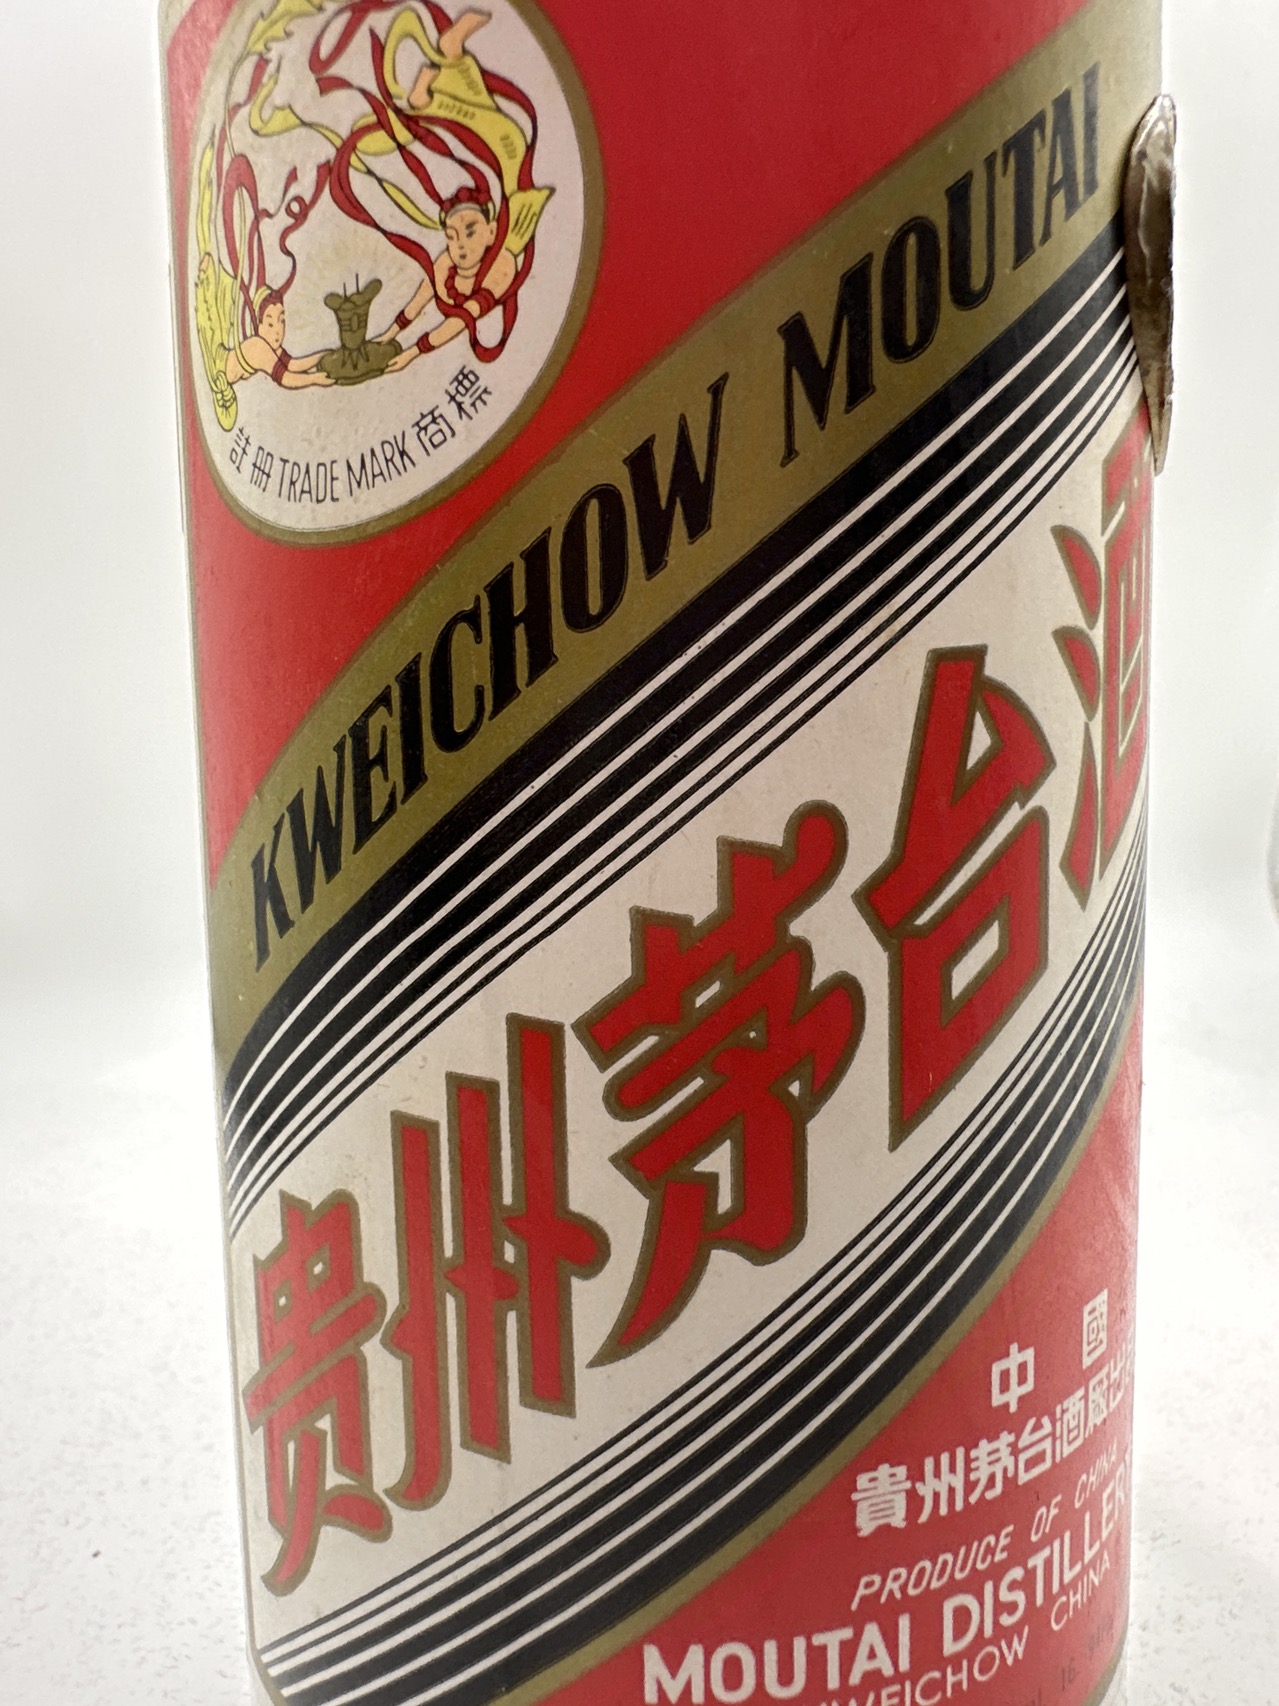 註册 TRADE MARK 商標
KWEICHOW MOUTAI
贵州茅台酒
中國
貴州茅台酒廠出
PRODUCE OF CHINA
MOUTAI DISTILLERY
KWEICHOW CHINA